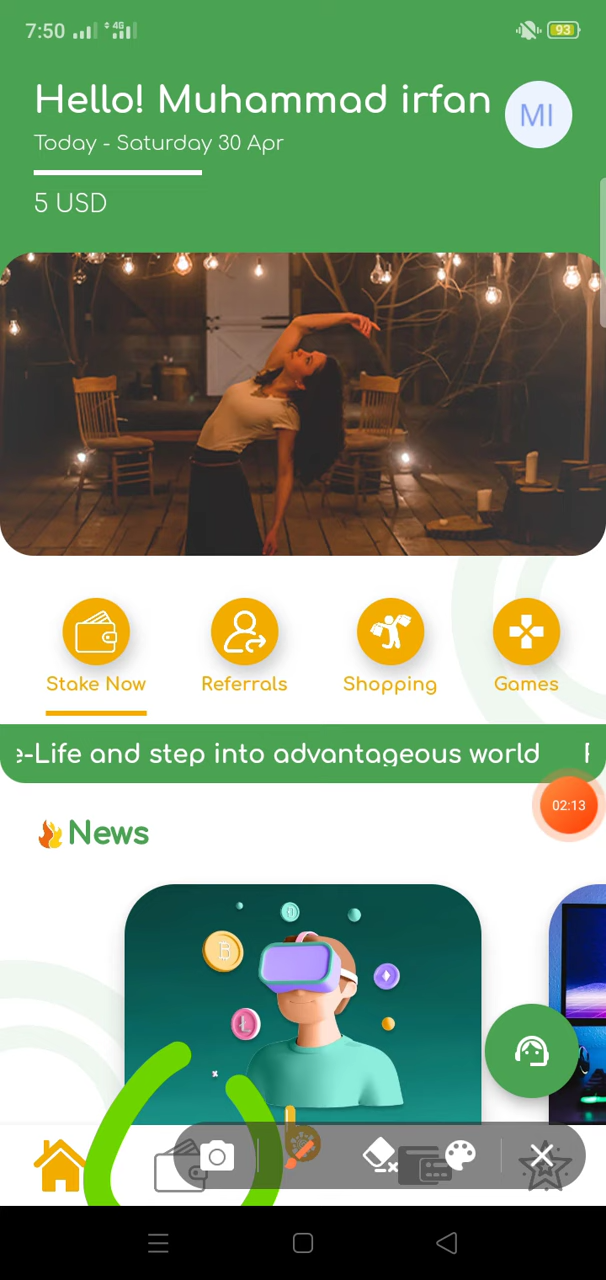 7:50
4G
93
Hello! Muhammad irfan
MI
Today - Saturday 30 Apr
5 USD
Stake Now
Referrals
Shopping
Games
e-Life and step into advantageous world
02:13
News